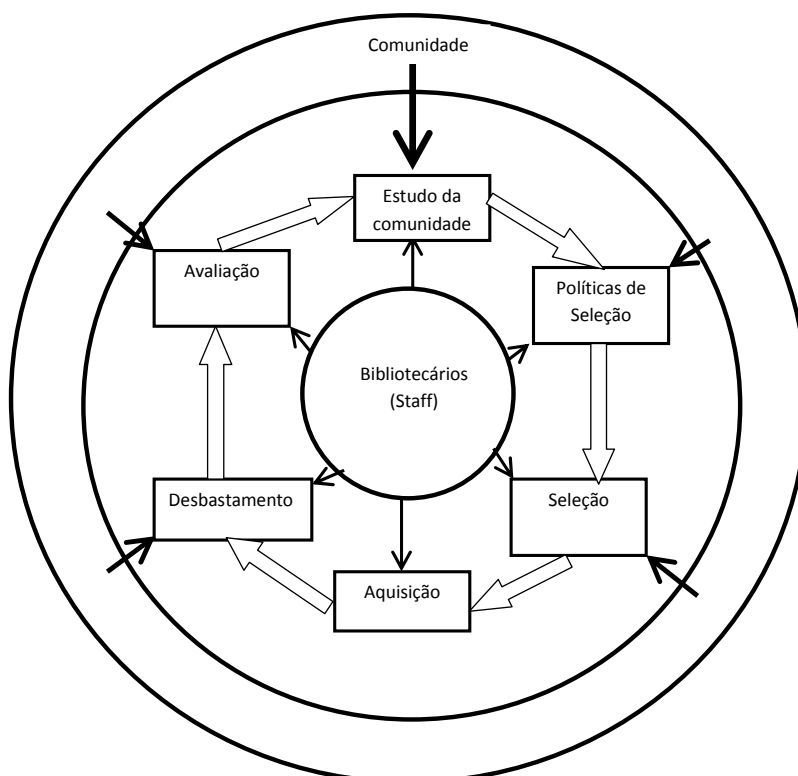 Comunidade
Estudo da
comunidade
Avaliação
Políticas de
Seleção
Bibliotecários
(Staff)
Desbastamento
Seleção
Aquisição